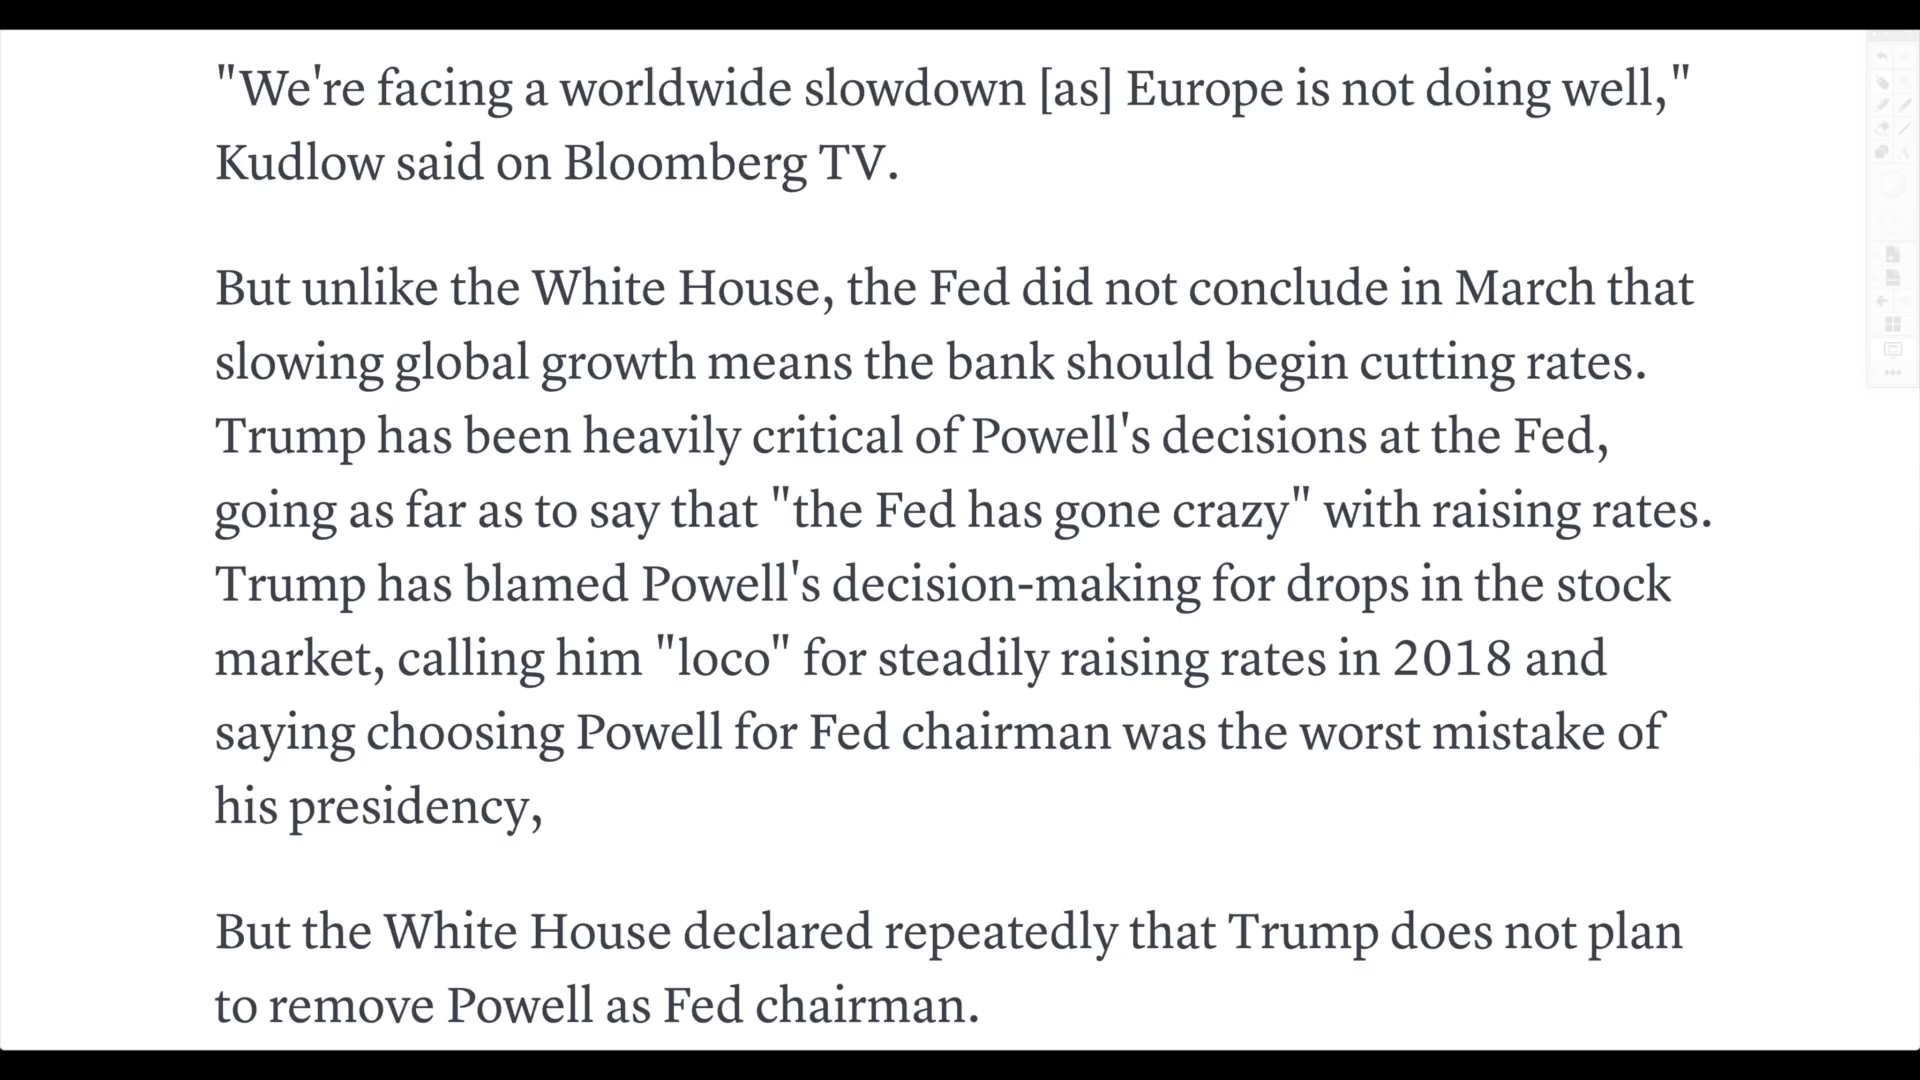 "We're facing a worldwide slowdown [as] Europe is not doing well,"
Kudlow said on Bloomberg TV.
But unlike the White House, the Fed did not conclude in March that
slowing global growth means the bank should begin cutting rates.
Trump has been heavily critical of Powell's decisions at the Fed,
going as far as to say that "the Fed has gone crazy" with raising rates.
Trump has blamed Powell's decision-making for drops in the stock
market, calling him "loco" for steadily raising rates in 2018 and
saying choosing Powell for Fed chairman was the worst mistake of
his presidency,
But the White House declared repeatedly that Trump does not plan
to remove Powell as Fed chairman.